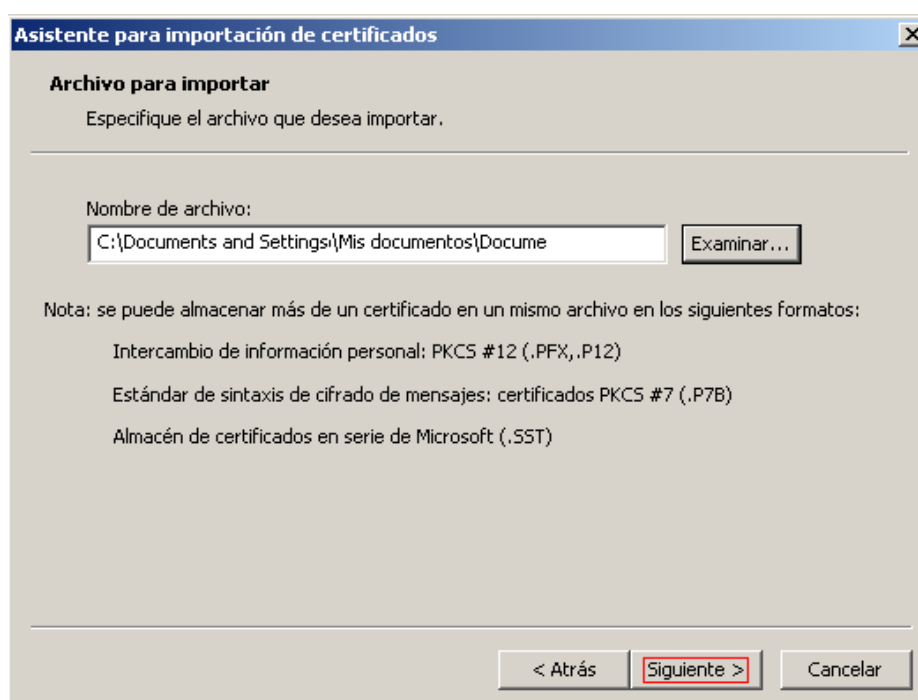 Asistente para importación de certificados
Archivo para importar
Especifique el archivo que desea importar.
Nombre de archivo:
C:\Documents and Settings\Mis documentos\Docume
Examinar...
Nota: se puede almacenar más de un certificado en un mismo archivo en los siguientes formatos:
Intercambio de información personal: PKCS #12 (.PFX,.P12)
Estándar de sintaxis de cifrado de mensajes: certificados PKCS #7 (.P7B)
Almacén de certificados en serie de Microsoft (.SST)
< Atrás Siguiente > Cancelar